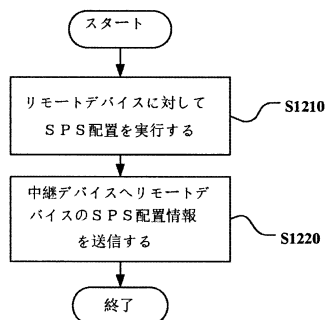 スタート
リモートデバイスに対して
ＳＰＳ配置を実行する
S1210
中継デバイスへリモートデ
バイスのＳＰＳ配置情報
を送信する
S1220
終了